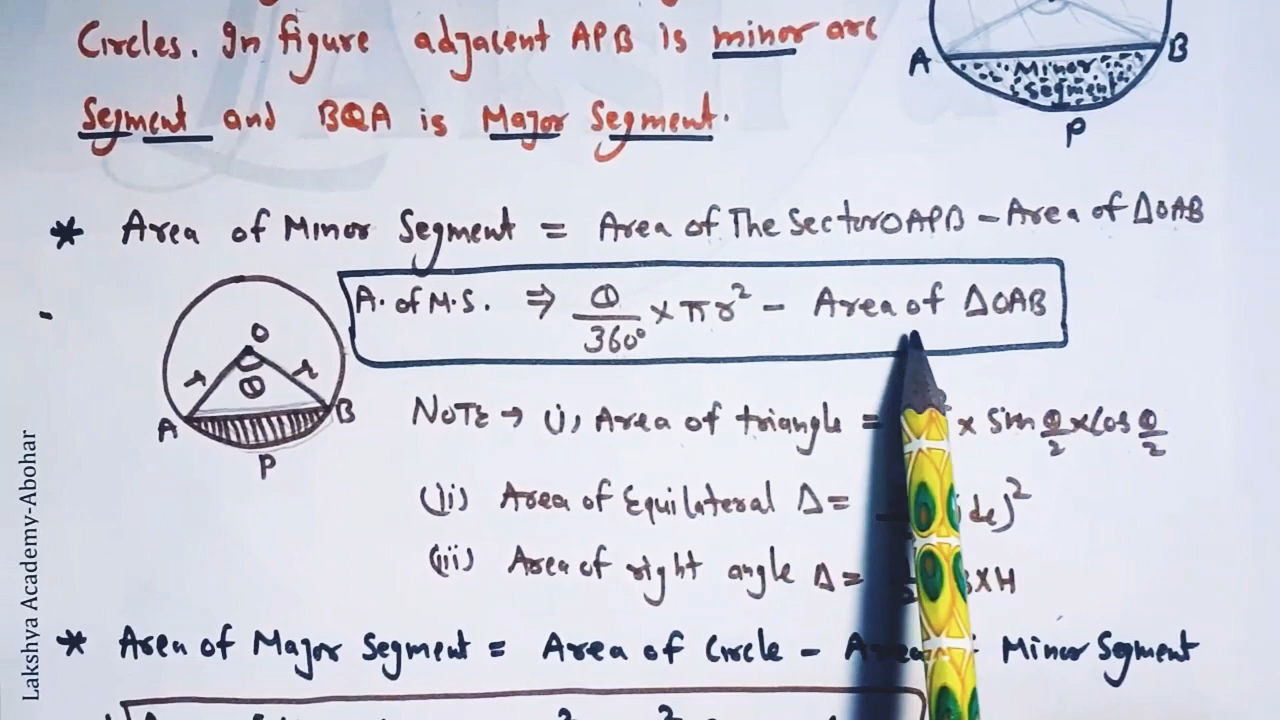 Circles. In figure adjacent APB is minor arc
Segment and BQA is Major Segment.
A B
Minor
Segment
P
* Area of Minor Segment = Area of The Sector OAPB - Area of ΔOAB
A. of M.S. ⇒ θ/360° × πr² - Area of ΔOAB
O
r θ r
A B
P
NOTE → (i) Area of triangle = × Sin θ/2 × Cos θ/2
(ii) Area of Equilateral Δ = ide)²
(iii) Area of right angle Δ = B×H
* Area of Major Segment = Area of Circle - Area Minor Segment
Lakshya Academy-Abohar